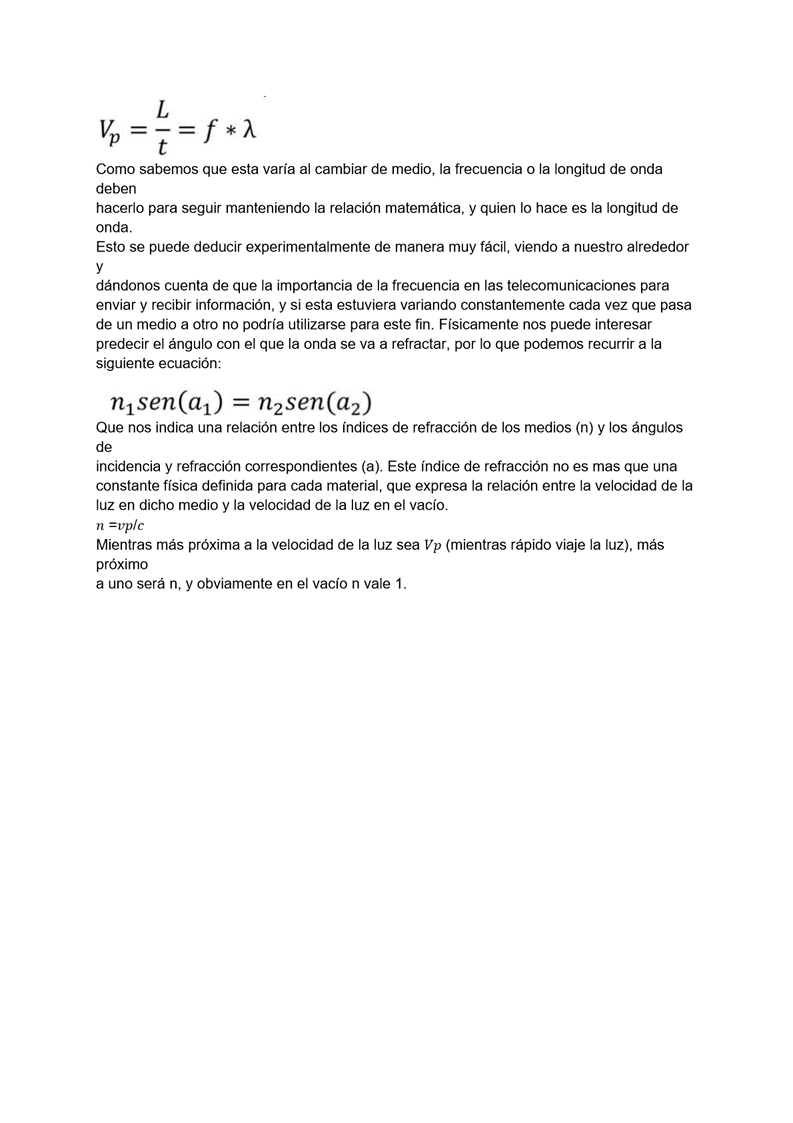 Vp = L/t = f * λ
Como sabemos que esta varía al cambiar de medio, la frecuencia o la longitud de onda
deben
hacerlo para seguir manteniendo la relación matemática, y quien lo hace es la longitud de
onda.
Esto se puede deducir experimentalmente de manera muy fácil, viendo a nuestro alrededor
y
dándonos cuenta de que la importancia de la frecuencia en las telecomunicaciones para
enviar y recibir información, y si esta estuviera variando constantemente cada vez que pasa
de un medio a otro no podría utilizarse para este fin. Físicamente nos puede interesar
predecir el ángulo con el que la onda se va a refractar, por lo que podemos recurrir a la
siguiente ecuación:
n₁sen(a₁) = n₂sen(a₂)
Que nos indica una relación entre los índices de refracción de los medios (n) y los ángulos
de
incidencia y refracción correspondientes (a). Este índice de refracción no es mas que una
constante física definida para cada material, que expresa la relación entre la velocidad de la
luz en dicho medio y la velocidad de la luz en el vacío.
𝑛 =𝑣𝑝/𝑐
Mientras más próxima a la velocidad de la luz sea 𝑉𝑝 (mientras rápido viaje la luz), más
próximo
a uno será n, y obviamente en el vacío n vale 1.